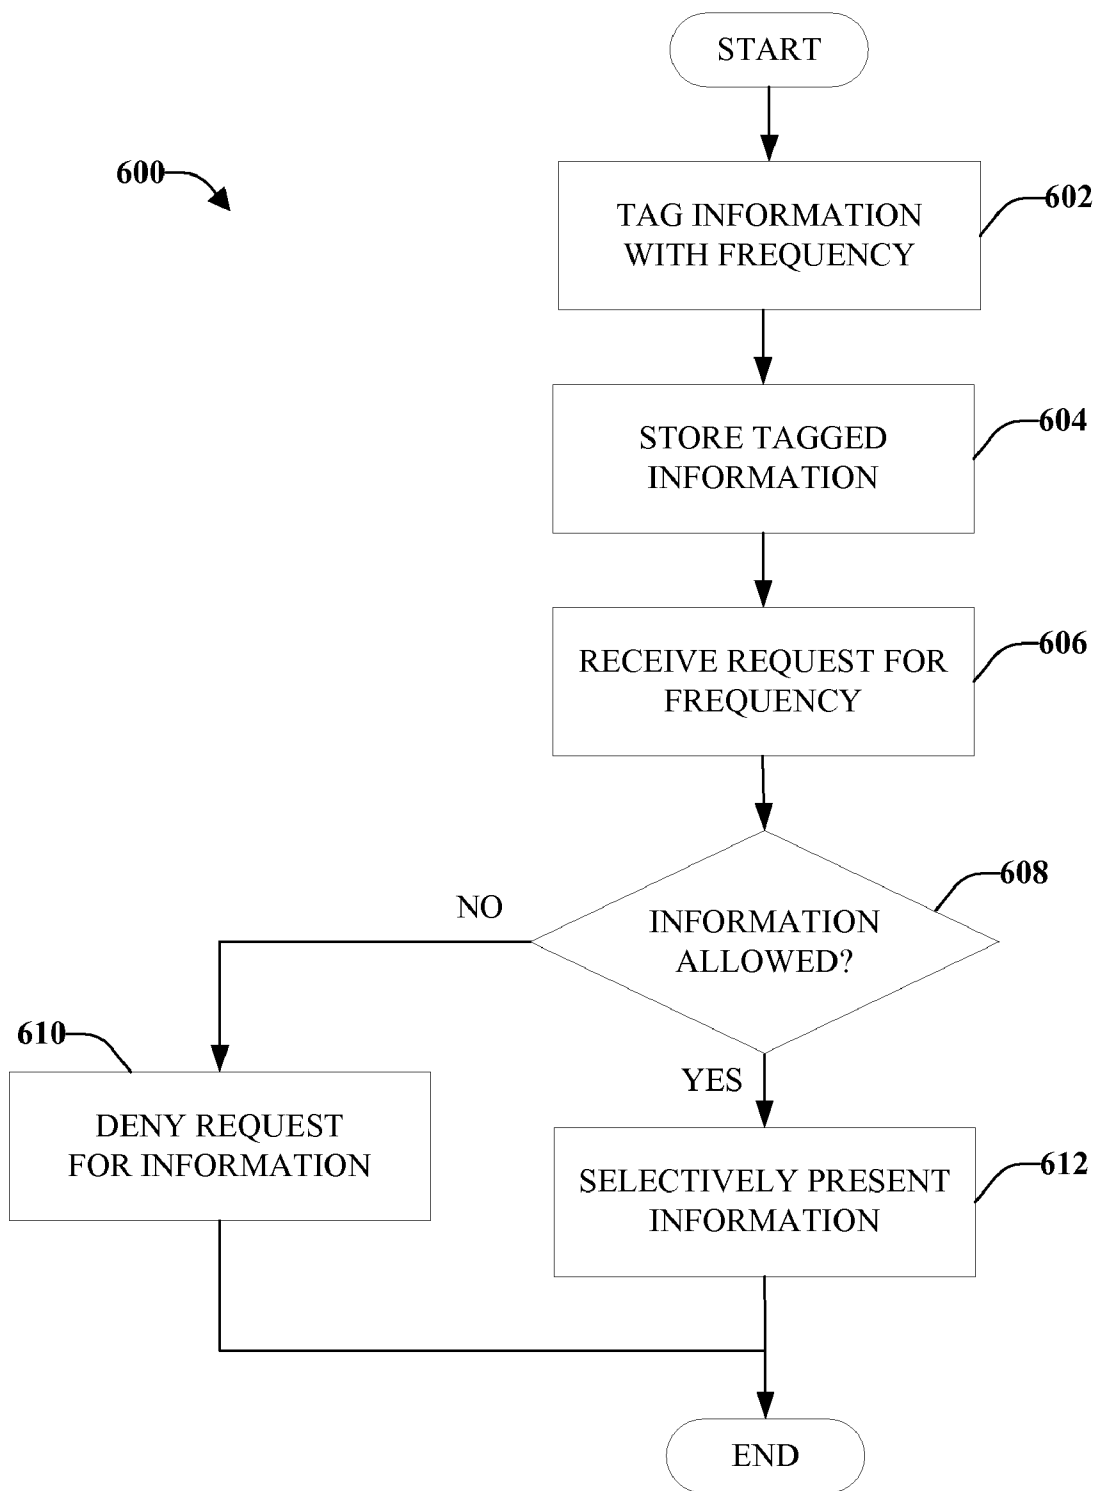 START
600
602
TAG INFORMATION
WITH FREQUENCY
604
STORE TAGGED
INFORMATION
606
RECEIVE REQUEST FOR
FREQUENCY
608
NO
INFORMATION
ALLOWED?
610
YES
DENY REQUEST
FOR INFORMATION
612
SELECTIVELY PRESENT
INFORMATION
END